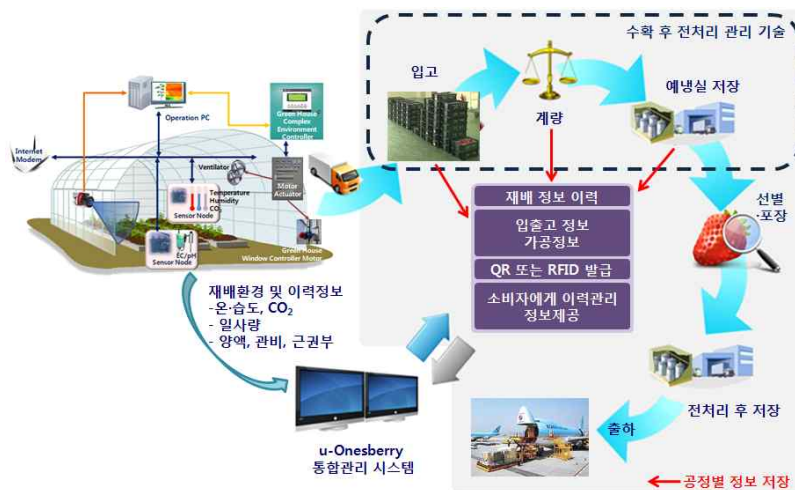 수확 후 전처리 관리 기술
입고
계량
예냉실 저장
Operation PC
Green House
Complex
Environment
Controller
Internet
Modem
Ventilator
Motor
Actuator
Temperature
Humidity
CO₂
Sensor Node
EC/pH
Sensor Node
Green House
Window Controller Motor
재배 정보 이력
입출고 정보
가공정보
QR 또는 RFID 발급
소비자에게 이력관리
정보제공
선별
·포장
재배환경 및 이력정보
-온·습도, CO₂
- 일사량
- 양액, 관비, 근권부
u-Onesberry
통합관리 시스템
전처리 후 저장
출하
공정별 정보 저장